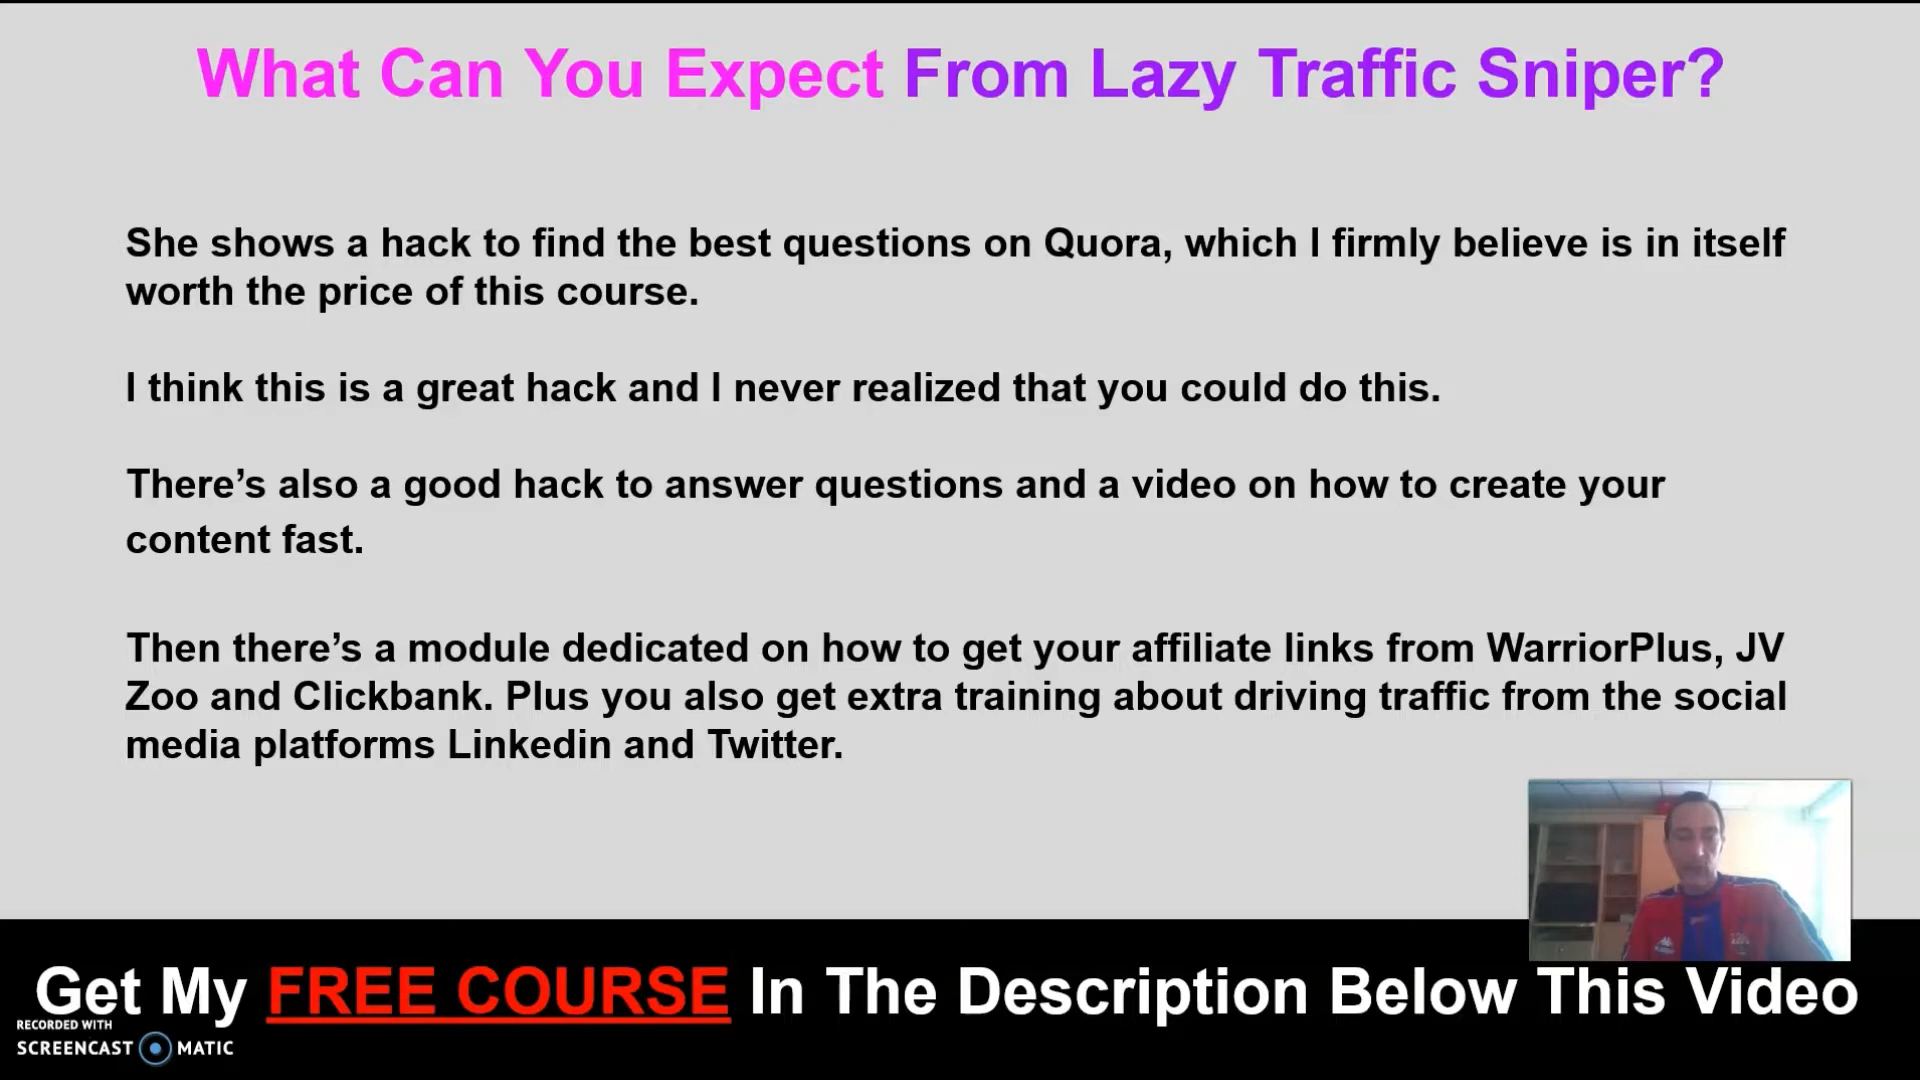 What Can You Expect From Lazy Traffic Sniper?
She shows a hack to find the best questions on Quora, which I firmly believe is in itself
worth the price of this course.
I think this is a great hack and I never realized that you could do this.
There’s also a good hack to answer questions and a video on how to create your
content fast.
Then there’s a module dedicated on how to get your affiliate links from WarriorPlus, JV
Zoo and Clickbank. Plus you also get extra training about driving traffic from the social
media platforms Linkedin and Twitter.
Get My FREE COURSE In The Description Below This Video
RECORDED WITH
SCREENCAST MATIC